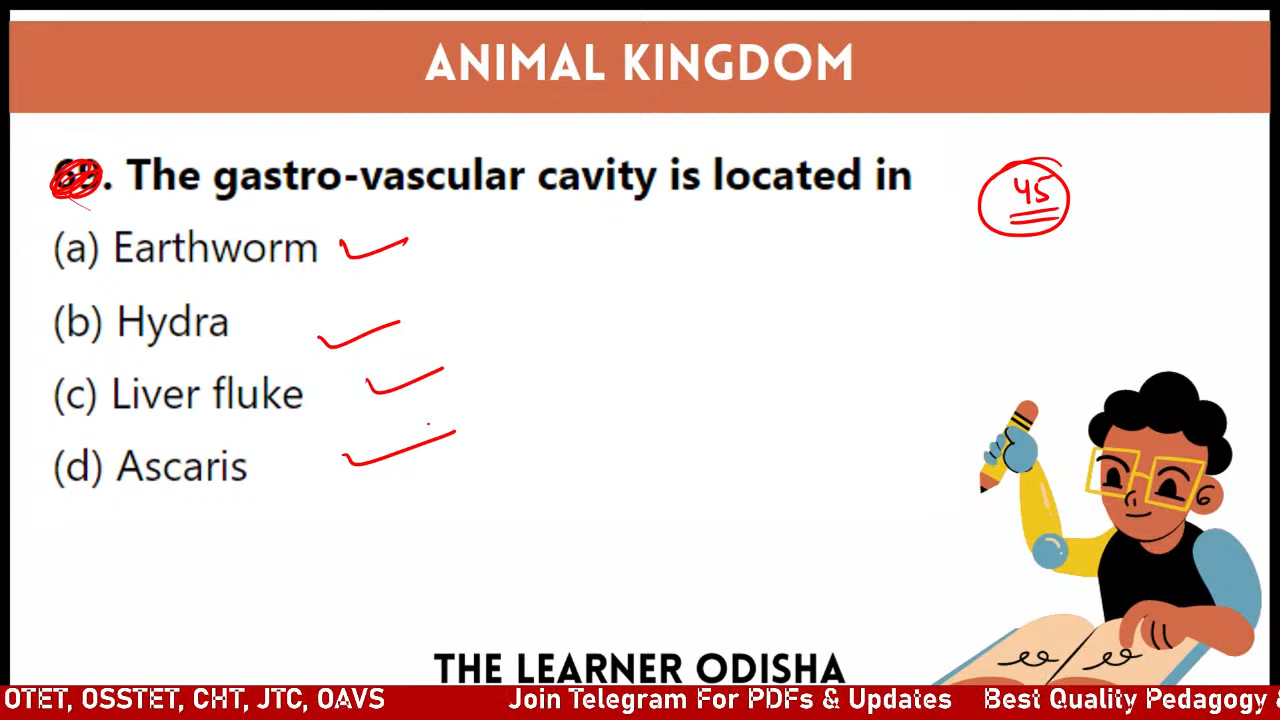 ANIMAL KINGDOM
. The gastro-vascular cavity is located in
45
(a) Earthworm
(b) Hydra
(c) Liver fluke
(d) Ascaris
THE LEARNER ODISHA
OTET, OSSTET, CHT, JTC, OAVS Join Telegram For PDFs & Updates Best Quality Pedagogy &